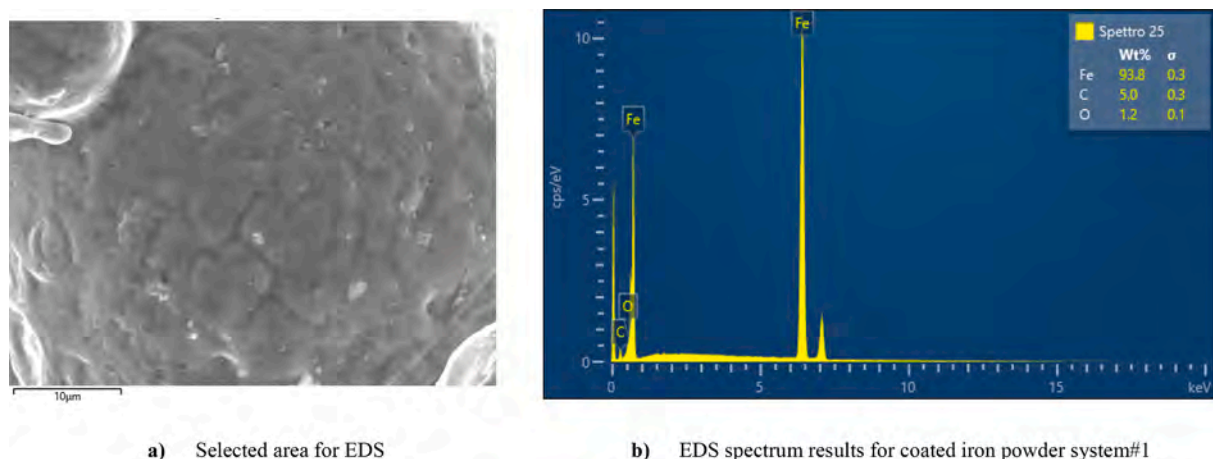 10µm
Fe
Fe
O
C
10
5
0
cps/eV
0 5 10 15 keV
Spettro 25
Wt% σ
Fe 93.8 0.3
C 5.0 0.3
O 1.2 0.1
a) Selected area for EDS
b) EDS spectrum results for coated iron powder system#1